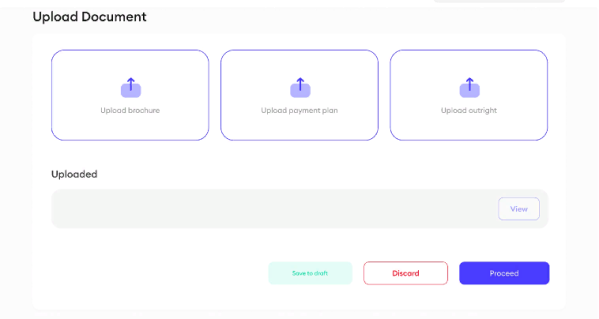 Upload Document
Upload brochure
Upload payment plan
Upload outright
Uploaded
View
Save to draft
Discard
Proceed